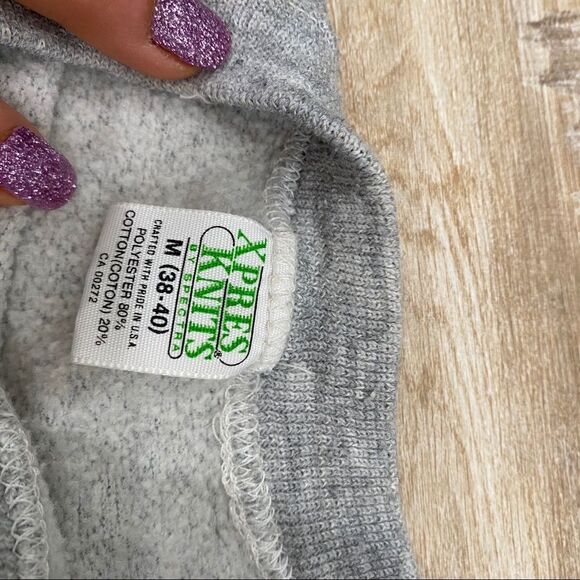 XPRES
KNITS®
BY SPECTRA
M (38-40)
CRAFTED WITH PRIDE IN U.S.A.
POLYESTER 80%
COTTON(COTON) 20%
CA 00272